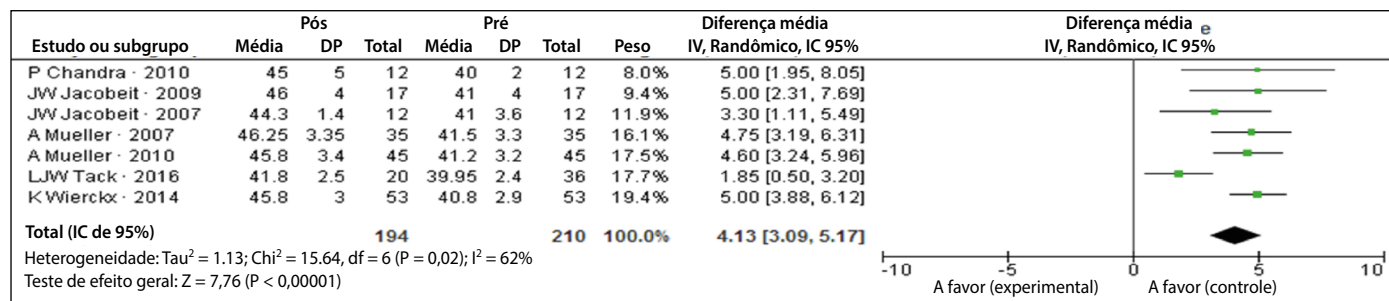 Pós Pré Diferença média Diferença média e
Estudo ou subgrupo Média DP Total Média DP Total Peso IV, Randômico, IC 95% IV, Randômico, IC 95%
P Chandra · 2010 45 5 12 40 2 12 8.0% 5.00 [1.95, 8.05]
JW Jacobeit · 2009 46 4 17 41 4 17 9.4% 5.00 [2.31, 7.69]
JW Jacobeit · 2007 44.3 1.4 12 41 3.6 12 11.9% 3.30 [1.11, 5.49]
A Mueller · 2007 46.25 3.35 35 41.5 3.3 35 16.1% 4.75 [3.19, 6.31]
A Mueller · 2010 45.8 3.4 45 41.2 3.2 45 17.5% 4.60 [3.24, 5.96]
LJW Tack · 2016 41.8 2.5 20 39.95 2.4 36 17.7% 1.85 [0.50, 3.20]
K Wierckx · 2014 45.8 3 53 40.8 2.9 53 19.4% 5.00 [3.88, 6.12]
Total (IC de 95%) 194 210 100.0% 4.13 [3.09, 5.17]
Heterogeneidade: Tau² = 1.13; Chi² = 15.64, df = 6 (P = 0,02); I² = 62%
Teste de efeito geral: Z = 7,76 (P < 0,00001)
-10 -5 0 5 10
A favor (experimental) A favor (controle)